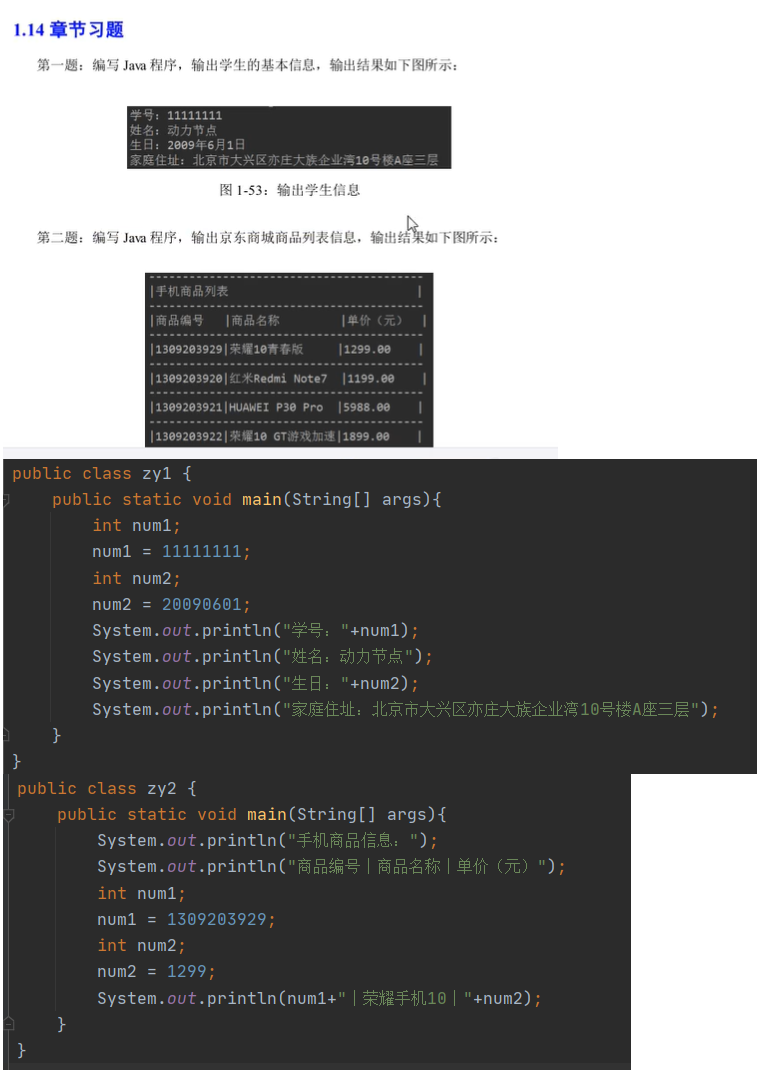 1.14 章节习题
第一题：编写 Java 程序，输出学生的基本信息，输出结果如下图所示：
学号：11111111
姓名：动力节点
生日：2009年6月1日
家庭住址：北京市大兴区亦庄大族企业湾10号楼A座三层
图 1-53：输出学生信息
第二题：编写 Java 程序，输出京东商城商品列表信息，输出结果如下图所示：
|手机商品列表 |
|商品编号 |商品名称 |单价（元） |
|1309203929|荣耀10青春版 |1299.00 |
|1309203920|红米Redmi Note7 |1199.00 |
|1309203921|HUAWEI P30 Pro |5988.00 |
|1309203922|荣耀10 GT游戏加速|1899.00 |
public class zy1 {
public static void main(String[] args){
int num1;
num1 = 11111111;
int num2;
num2 = 20090601;
System.out.println("学号："+num1);
System.out.println("姓名：动力节点");
System.out.println("生日："+num2);
System.out.println("家庭住址：北京市大兴区亦庄大族企业湾10号楼A座三层");
}
}
public class zy2 {
public static void main(String[] args){
System.out.println("手机商品信息：");
System.out.println("商品编号｜商品名称｜单价（元）");
int num1;
num1 = 1309203929;
int num2;
num2 = 1299;
System.out.println(num1+"｜荣耀手机10｜"+num2);
}
}